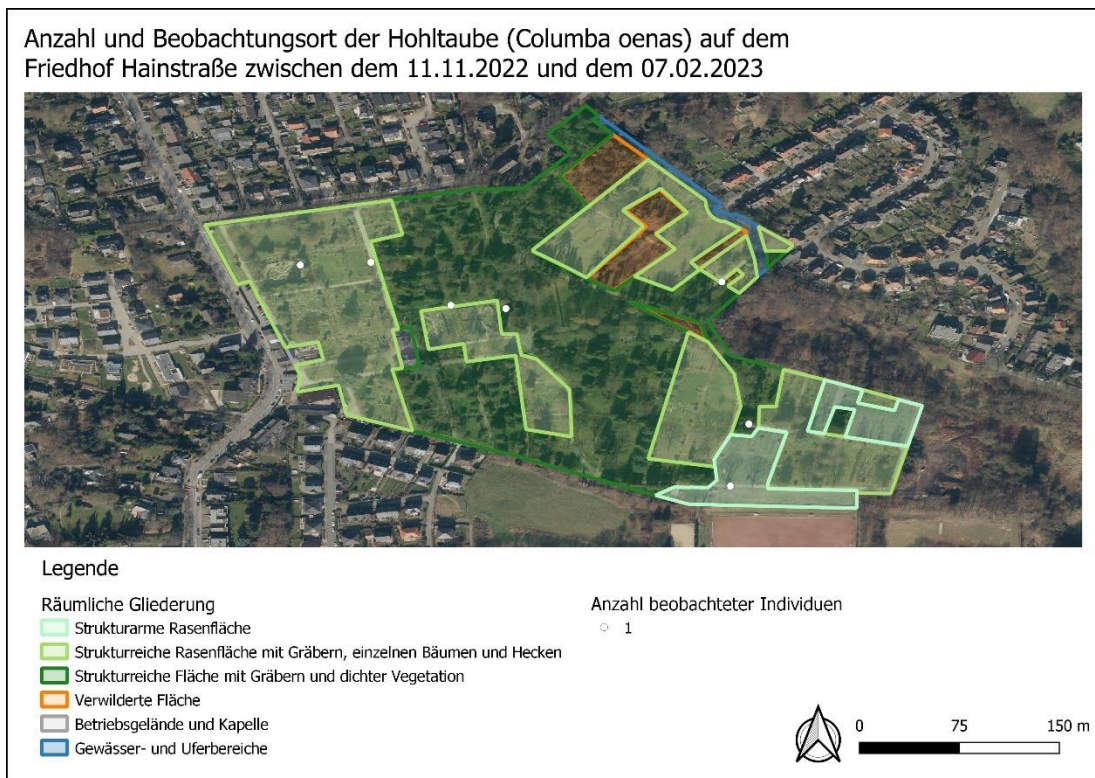 Anzahl und Beobachtungsort der Hohltaube (Columba oenas) auf dem
Friedhof Hainstraße zwischen dem 11.11.2022 und dem 07.02.2023
Legende
Räumliche Gliederung
Strukturarme Rasenfläche
Strukturreiche Rasenfläche mit Gräbern, einzelnen Bäumen und Hecken
Strukturreiche Fläche mit Gräbern und dichter Vegetation
Verwilderte Fläche
Betriebsgelände und Kapelle
Gewässer- und Uferbereiche
Anzahl beobachteter Individuen
1
0 75 150 m